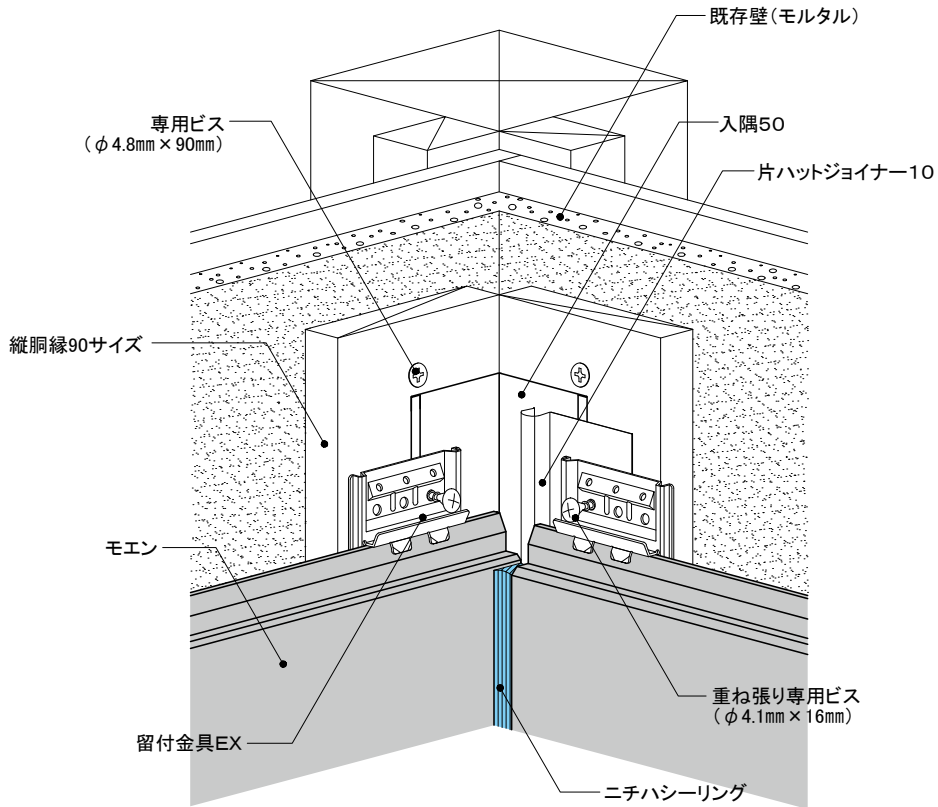 既存壁(モルタル)
専用ビス
(φ4.8mm×90mm)
入隅50
片ハットジョイナー10
縦胴縁90サイズ
モエン
重ね張り専用ビス
(φ4.1mm×16mm)
留付金具EX
ニチハシーリング